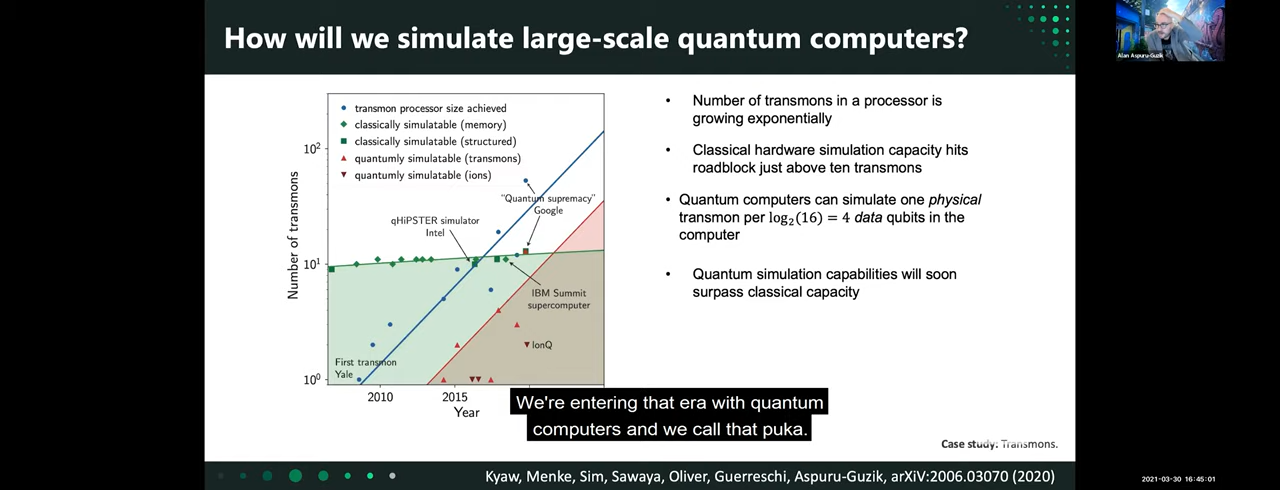 How will we simulate large-scale quantum computers?
Alan Aspuru-Guzik
transmon processor size achieved
classically simulatable (memory)
classically simulatable (structured)
quantumly simulatable (transmons)
quantumly simulatable (ions)
10²
10¹
10⁰
Number of transmons
"Quantum supremacy"
Google
qHiPSTER simulator
Intel
IBM Summit
supercomputer
IonQ
First transmon
Yale
2010
2015
Year
• Number of transmons in a processor is
growing exponentially
• Classical hardware simulation capacity hits
roadblock just above ten transmons
• Quantum computers can simulate one physical
transmon per log₂(16) = 4 data qubits in the
computer
• Quantum simulation capabilities will soon
surpass classical capacity
We're entering that era with quantum
computers and we call that puka.
Case study: Transmons.
Kyaw, Menke, Sim, Sawaya, Oliver, Guerreschi, Aspuru-Guzik, arXiV:2006.03070 (2020)
2021-03-30 16:45:01